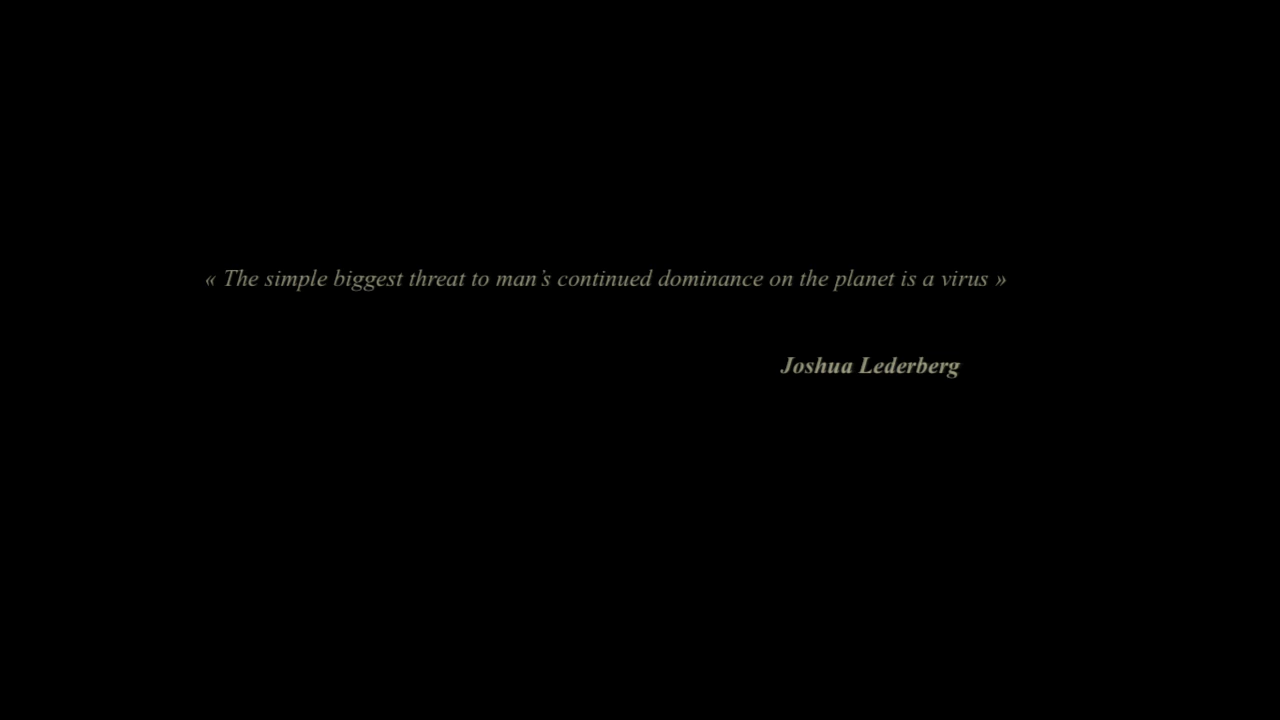 « The simple biggest threat to man’s continued dominance on the planet is a virus »
Joshua Lederberg